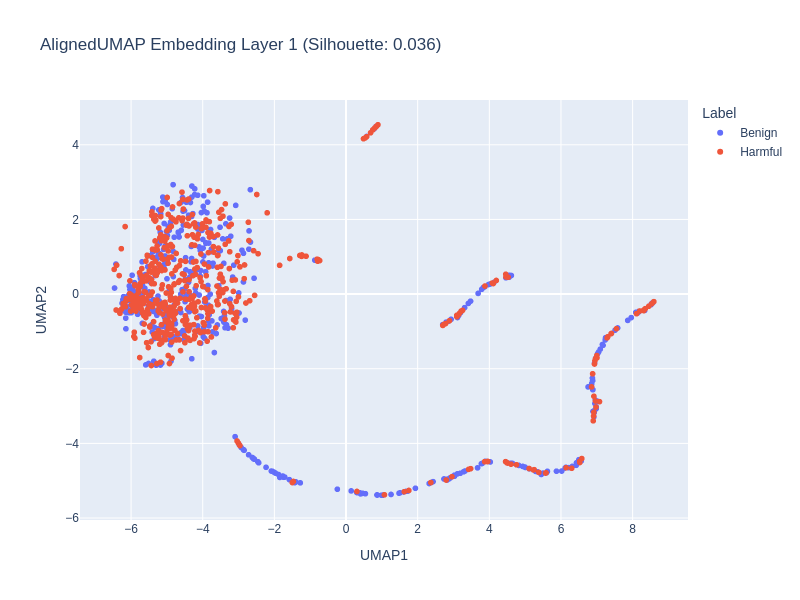 AlignedUMAP Embedding Layer 1 (Silhouette: 0.036)
Label
Benign
Harmful
4
2
0
−2
−4
−6
UMAP2
−6 −4 −2 0 2 4 6 8
UMAP1